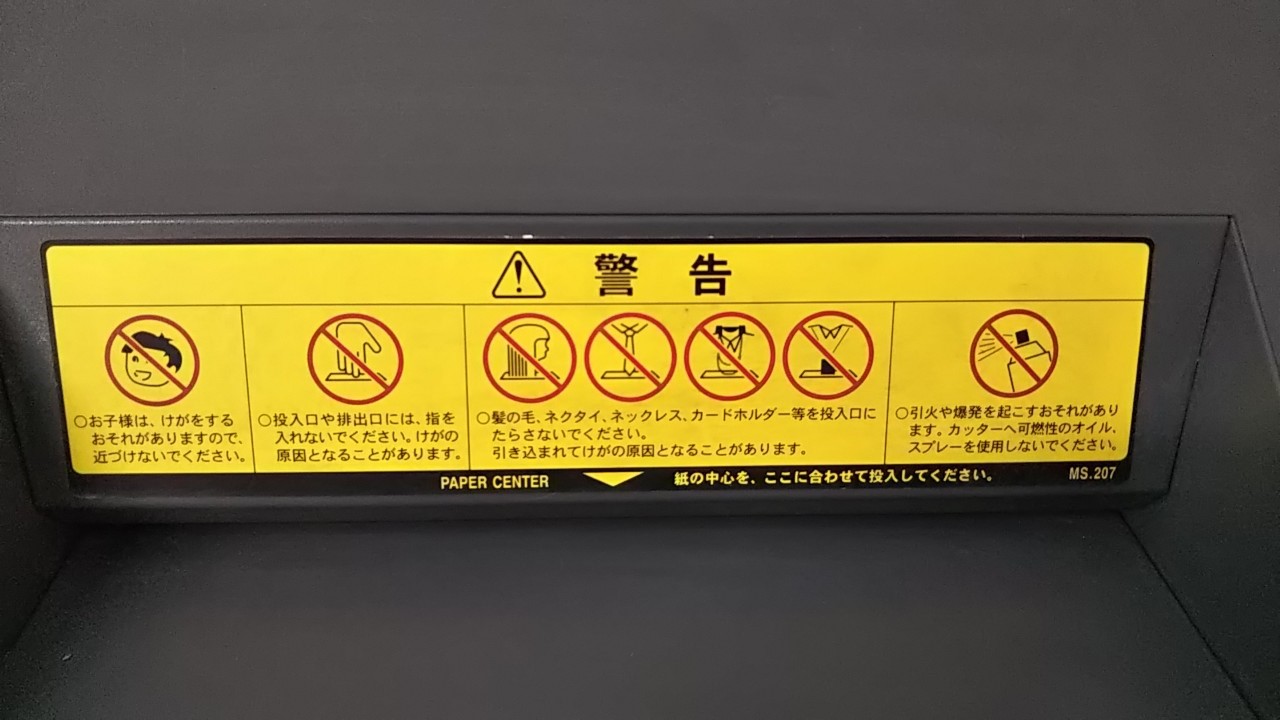 警告
○お子様は、けがをする
おそれがありますので、
近づけないでください。
○投入口や排出口には、指を
入れないでください。けがの
原因となることがあります。
○髪の毛、ネクタイ、ネックレス、カードホルダー等を投入口に
たらさないでください。
引き込まれてけがの原因となることがあります。
○引火や爆発を起こすおそれがあり
ます。カッターへ可燃性のオイル、
スプレーを使用しないでください。
PAPER CENTER 紙の中心を、ここに合わせて投入してください。 MS.207